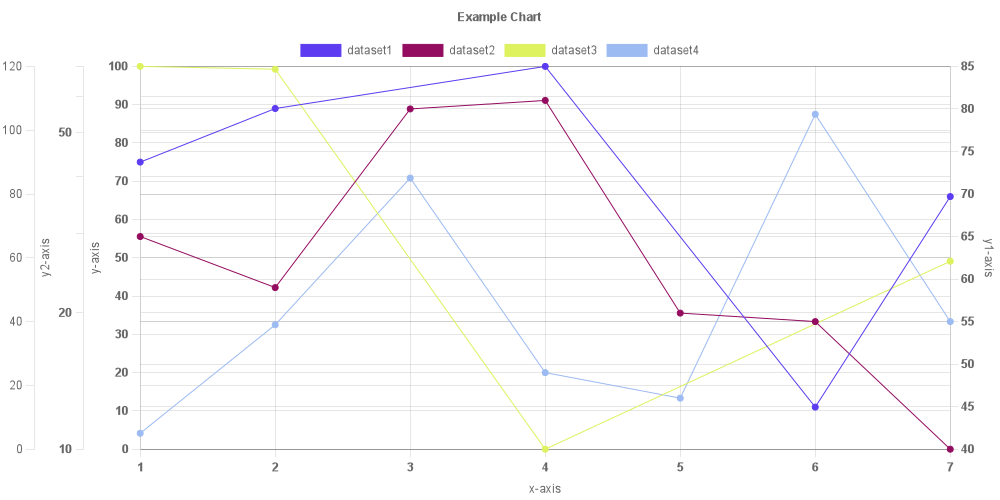 Example Chart
dataset1 dataset2 dataset3 dataset4
120 100 85
90 80
100 50 80 75
80 70 70
60 65
60 50 60
40 20 40 55
30 50
20 20 45
10
0 10 0 40
y2-axis y-axis y1-axis
1 2 3 4 5 6 7
x-axis